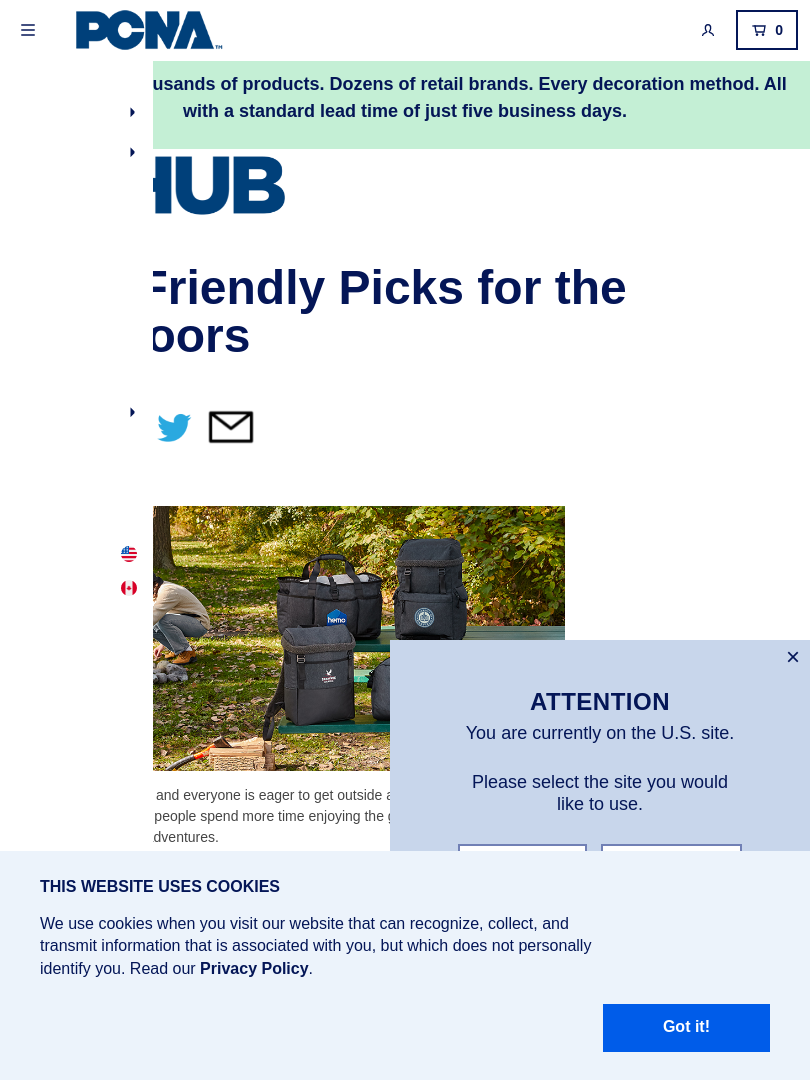 PCNA™
0
usands of products. Dozens of retail brands. Every decoration method. All
with a standard lead time of just five business days.
HUB
Friendly Picks for the
oors
hemo
and everyone is eager to get outside a
people spend more time enjoying the g
dventures.
×
ATTENTION
You are currently on the U.S. site.
Please select the site you would
like to use.
THIS WEBSITE USES COOKIES
We use cookies when you visit our website that can recognize, collect, and
transmit information that is associated with you, but which does not personally
identify you. Read our Privacy Policy.
Got it!